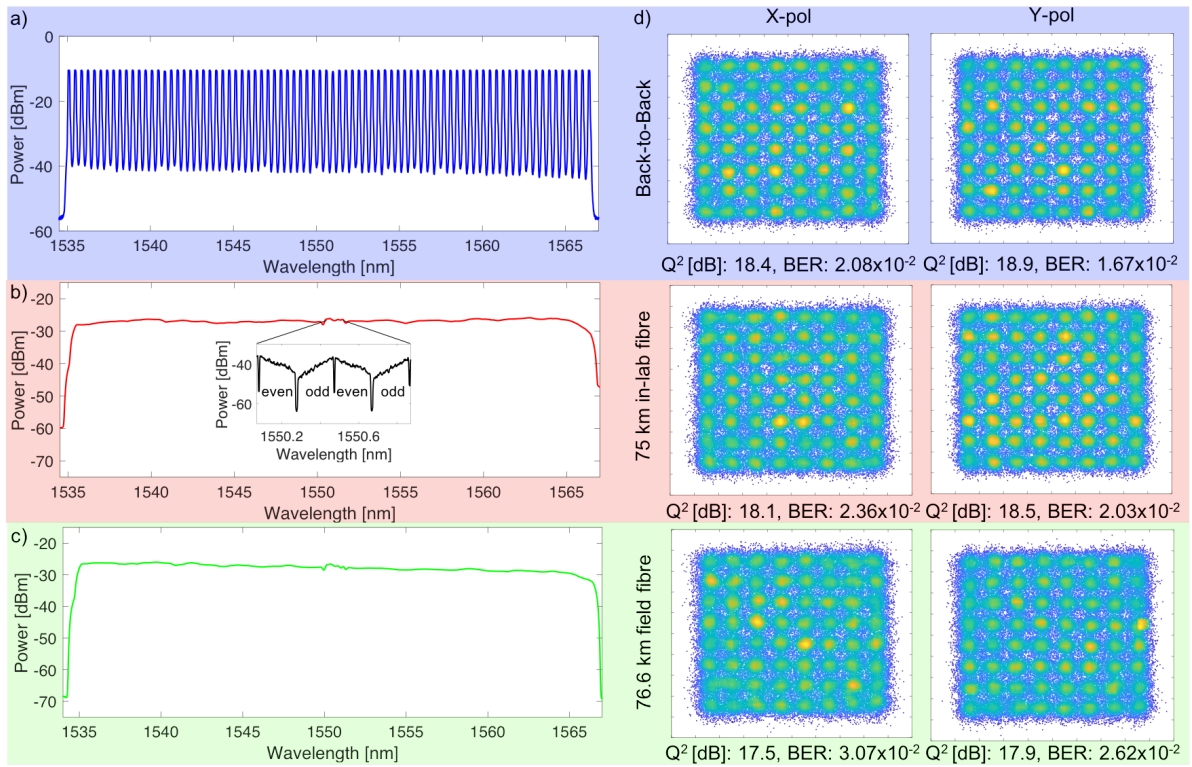 a)
0
-20
-40
-60
Power [dBm]
1535 1540 1545 1550 1555 1560 1565
Wavelength [nm]
b)
-20
-30
-40
-50
-60
-70
Power [dBm]
-40
-60
Power [dBm]
even odd even odd
1550.2 1550.6
Wavelength [nm]
1535 1540 1545 1550 1555 1560 1565
Wavelength [nm]
c)
-20
-30
-40
-50
-60
-70
Power [dBm]
1535 1540 1545 1550 1555 1560 1565
Wavelength [nm]
d)
X-pol Y-pol
Back-to-Back
Q² [dB]: 18.4, BER: 2.08x10⁻² Q² [dB]: 18.9, BER: 1.67x10⁻²
75 km in-lab fibre
Q² [dB]: 18.1, BER: 2.36x10⁻² Q² [dB]: 18.5, BER: 2.03x10⁻²
76.6 km field fibre
Q² [dB]: 17.5, BER: 3.07x10⁻² Q² [dB]: 17.9, BER: 2.62x10⁻²